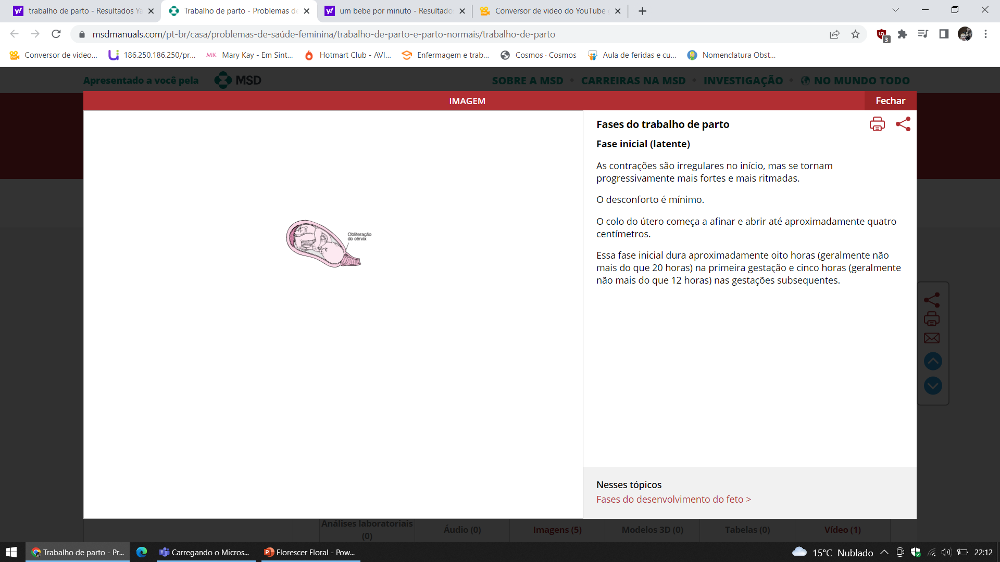 trabalho de parto - Resultados Ya
Trabalho de parto - Problemas de
um bebe por minuto - Resultados
Conversor de video do YouTube
msdmanuals.com/pt-br/casa/problemas-de-saúde-feminina/trabalho-de-parto-e-parto-normais/trabalho-de-parto
3
Conversor de video...
186.250.186.250/pr...
MK Mary Kay - Em Sint...
Hotmart Club - AVI...
Enfermagem e trab...
Cosmos · Cosmos
Aula de feridas e cu...
Nomenclatura Obst...
Apresentado a você pela
MSD
SOBRE A MSD
CARREIRAS NA MSD
INVESTIGAÇÃO
NO MUNDO TODO
IMAGEM
Fechar
Obliteração
do cérvix
Fases do trabalho de parto
Fase inicial (latente)
As contrações são irregulares no início, mas se tornam
progressivamente mais fortes e mais ritmadas.
O desconforto é mínimo.
O colo do útero começa a afinar e abrir até aproximadamente quatro
centímetros.
Essa fase inicial dura aproximadamente oito horas (geralmente não
mais do que 20 horas) na primeira gestação e cinco horas (geralmente
não mais do que 12 horas) nas gestações subsequentes.
Nesses tópicos
Fases do desenvolvimento do feto >
Análises laboratoriais
(0)
Áudio (0)
Imagens (5)
Modelos 3D (0)
Tabelas (0)
Vídeo (1)
Trabalho de parto - Pr...
Carregando o Micros...
Florescer Floral - Pow...
15°C Nublado
22:12